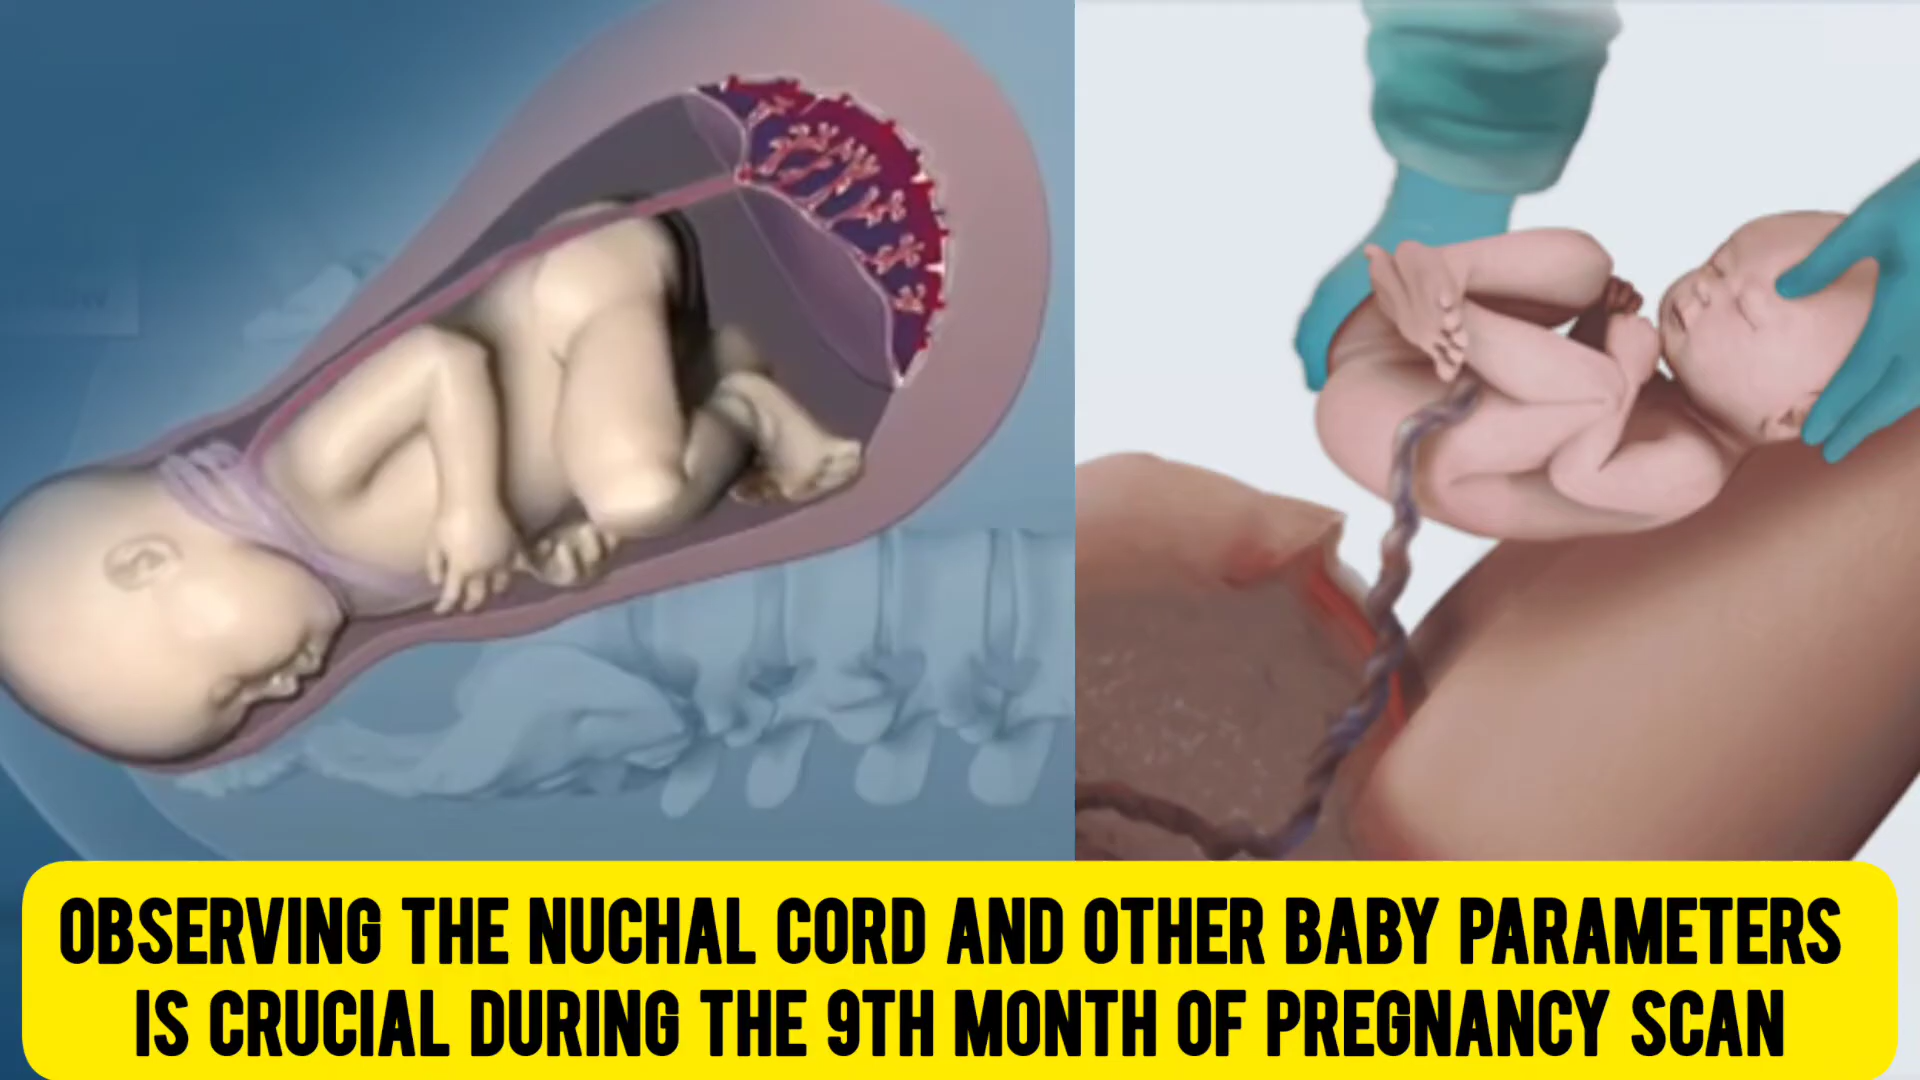 OBSERVING THE NUCHAL CORD AND OTHER BABY PARAMETERS
IS CRUCIAL DURING THE 9TH MONTH OF PREGNANCY SCAN